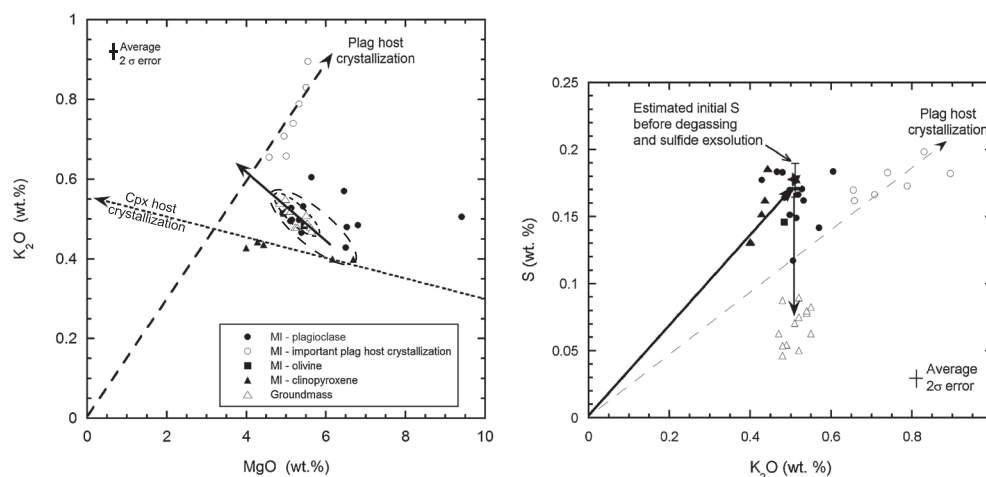 1
0.8
0.6
0.4
0.2
0
0
2
4
6
8
10
K2O (wt.%)
MgO (wt.%)
Average
2 σ error
Plag host
crystallization
Cpx host
crystallization
MI - plagioclase
MI - important plag host crystallization
MI - olivine
MI - clinopyroxene
Groundmass
0.25
0.2
0.15
0.1
0.05
0
0
0.2
0.4
0.6
0.8
S (wt. %)
K2O (wt. %)
Estimated initial S
before degassing
and sulfide exsolution
Plag host
crystallization
Average
2σ error